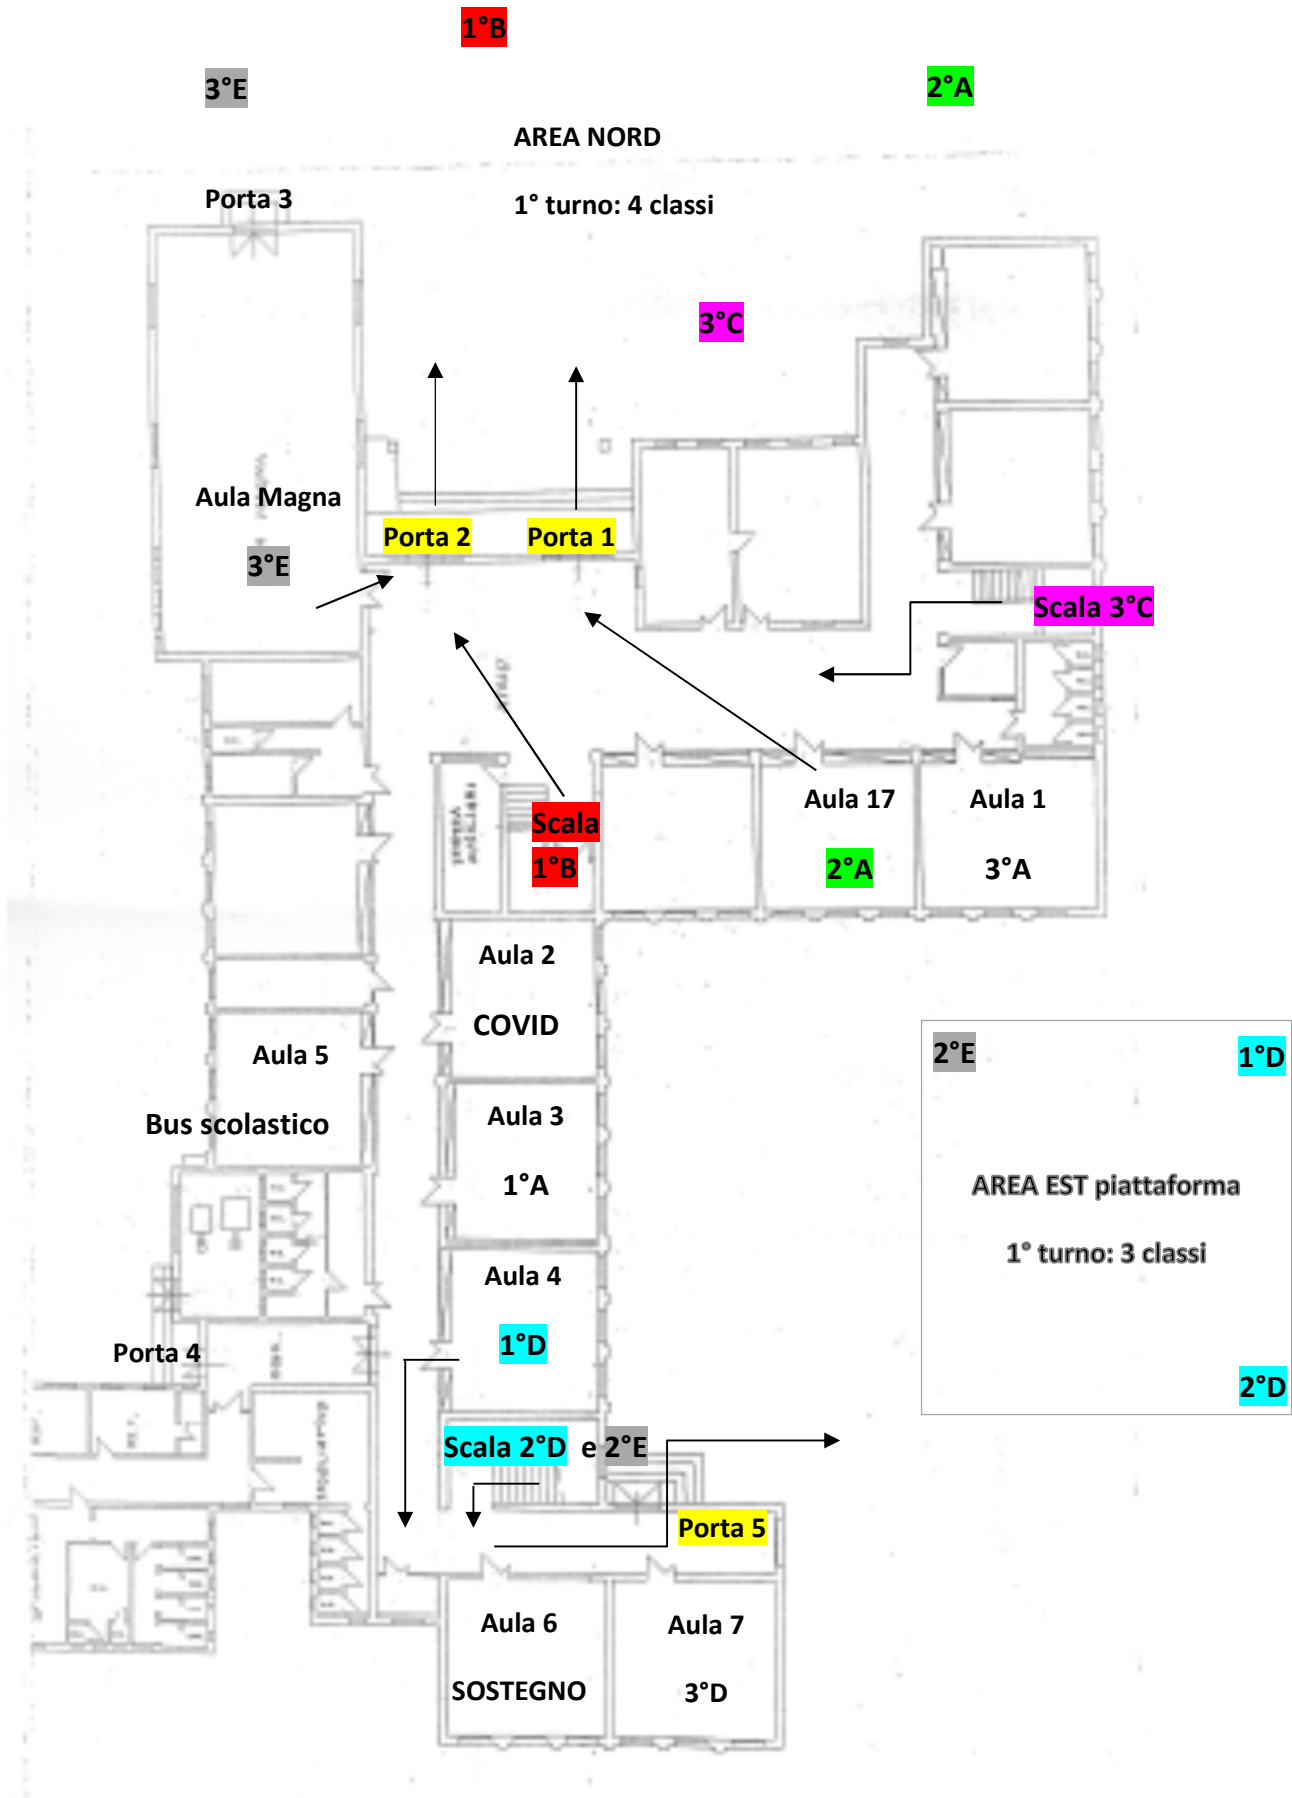 1°B
3°E
2°A
AREA NORD
Porta 3
1° turno: 4 classi
3°C
Aula Magna
Porta 2
Porta 1
3°E
Scala 3°C
Aula 17
Aula 1
Scala
1°B
2°A
3°A
Aula 2
COVID
Aula 5
2°E
1°D
Aula 3
Bus scolastico
1°A
AREA EST piattaforma
1° turno: 3 classi
Aula 4
1°D
Porta 4
2°D
Scala 2°D e 2°E
Porta 5
Aula 6
Aula 7
SOSTEGNO
3°D